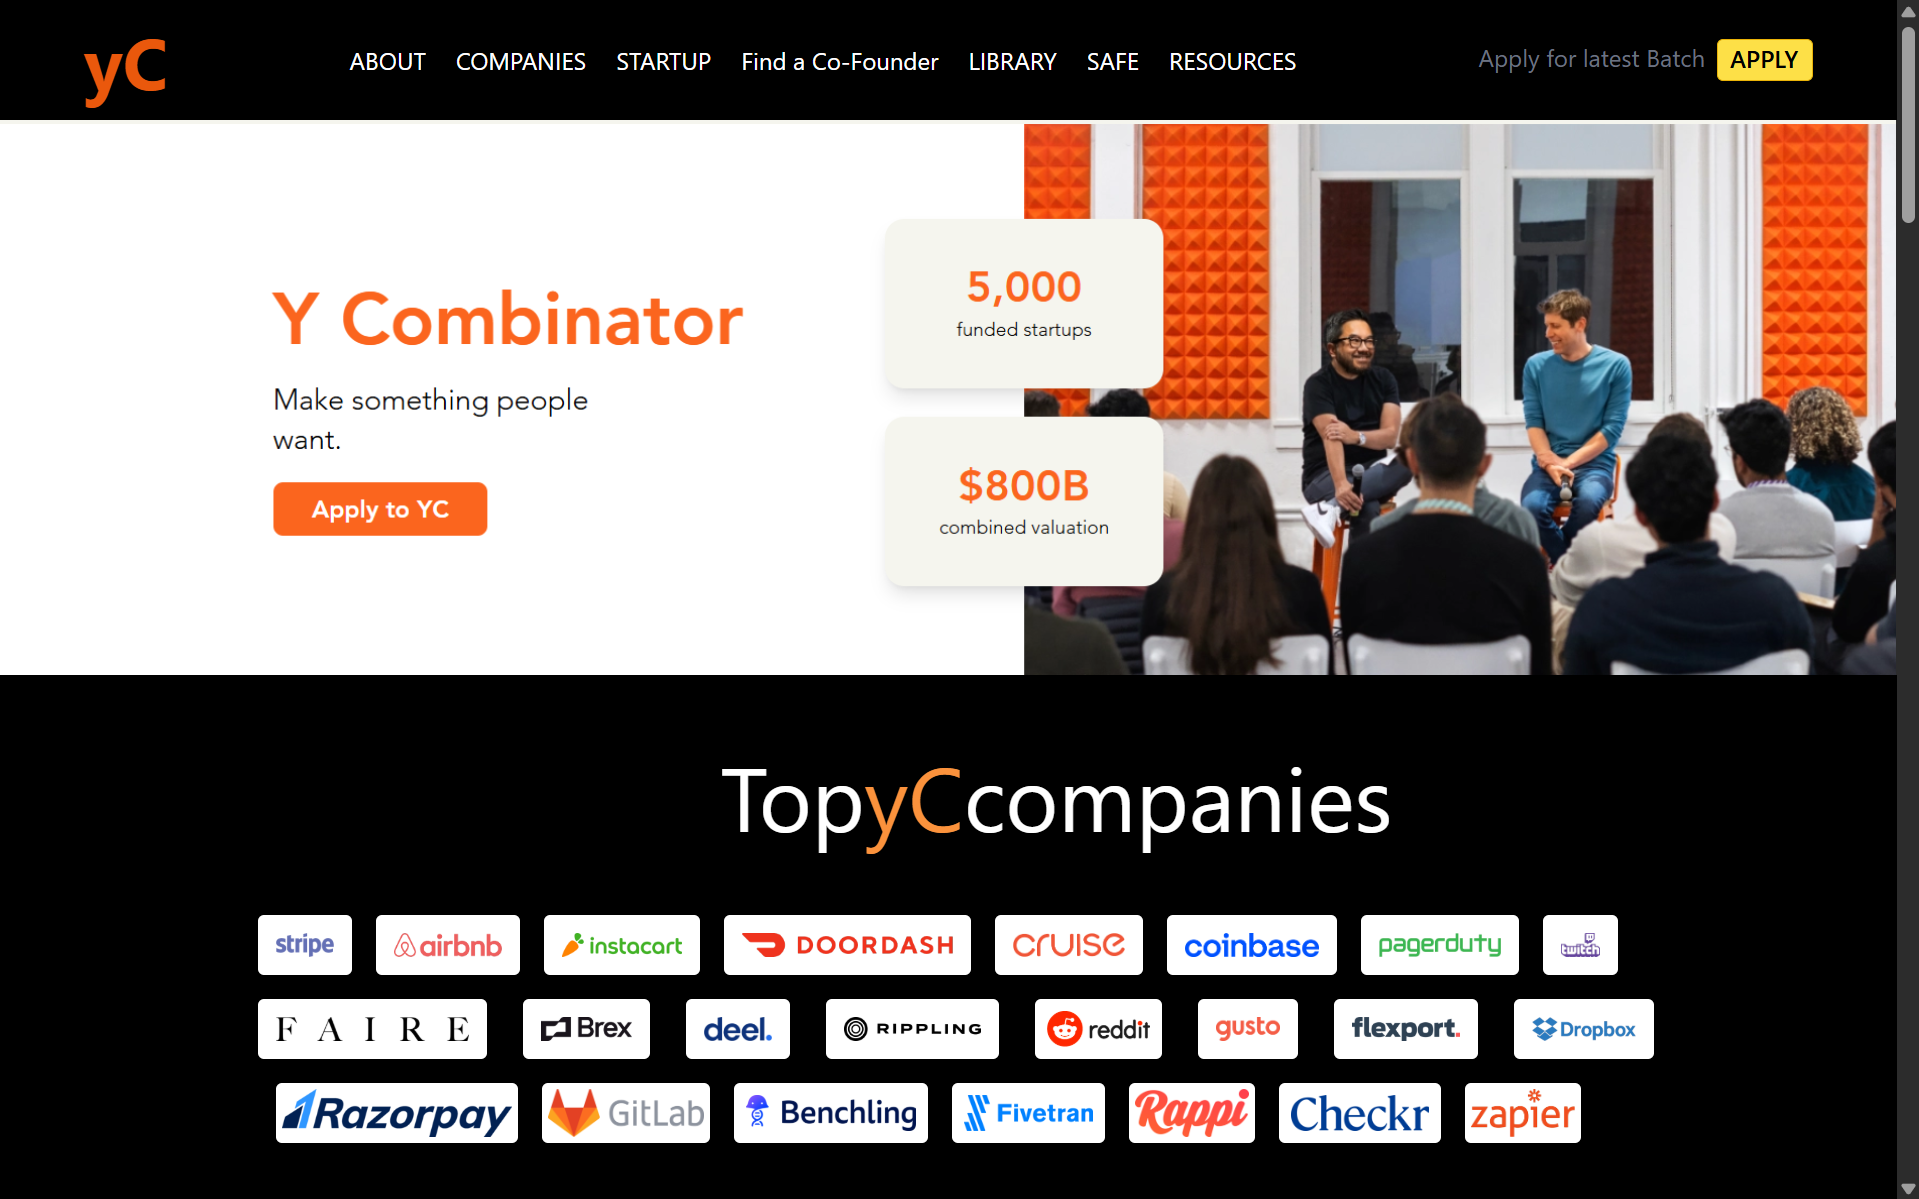 yC
ABOUT COMPANIES STARTUP Find a Co-Founder LIBRARY SAFE RESOURCES
Apply for latest Batch APPLY
Y Combinator
Make something people
want.
Apply to YC
5,000
funded startups
$800B
combined valuation
TopyCcompanies
stripe airbnb instacart DOORDASH cruise coinbase pagerduty twitch
FAIRE Brex deel. RIPPLING reddit gusto flexport. Dropbox
Razorpay GitLab Benchling Fivetran Rappi Checkr zapier